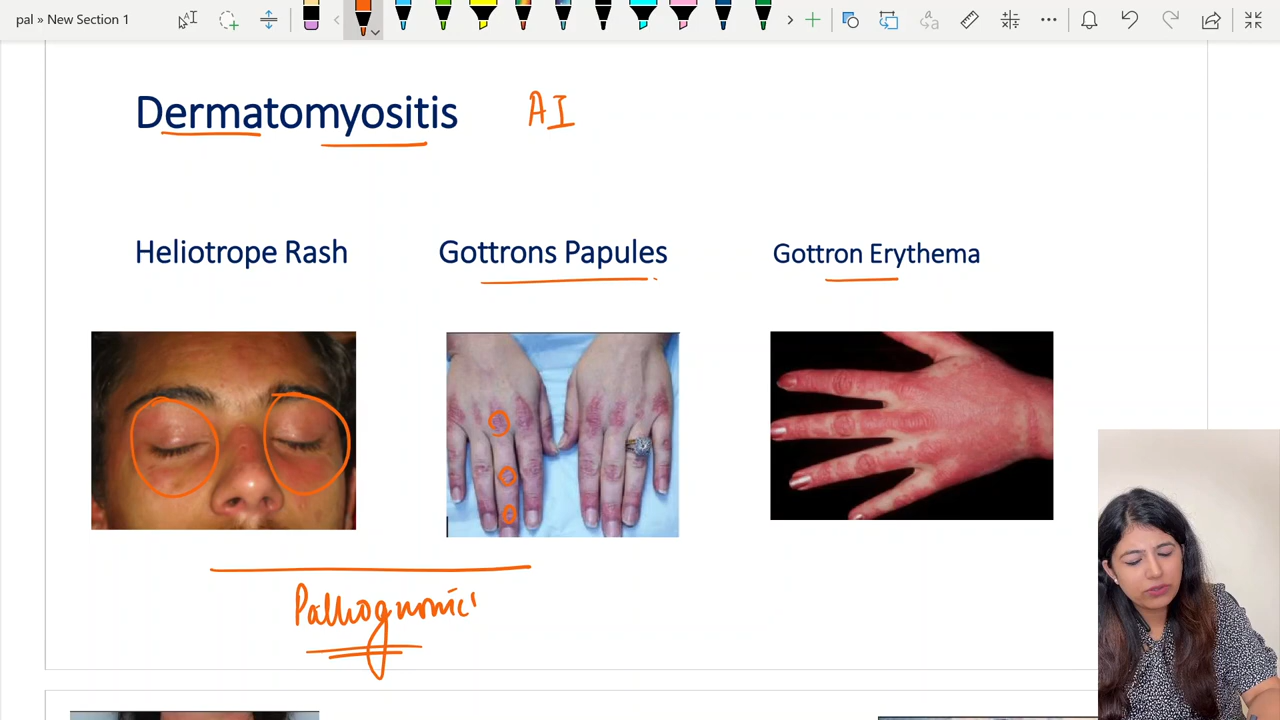 pal » New Section 1
Dermatomyositis AI
Heliotrope Rash
Gottrons Papules
Gottron Erythema
Pathognomic